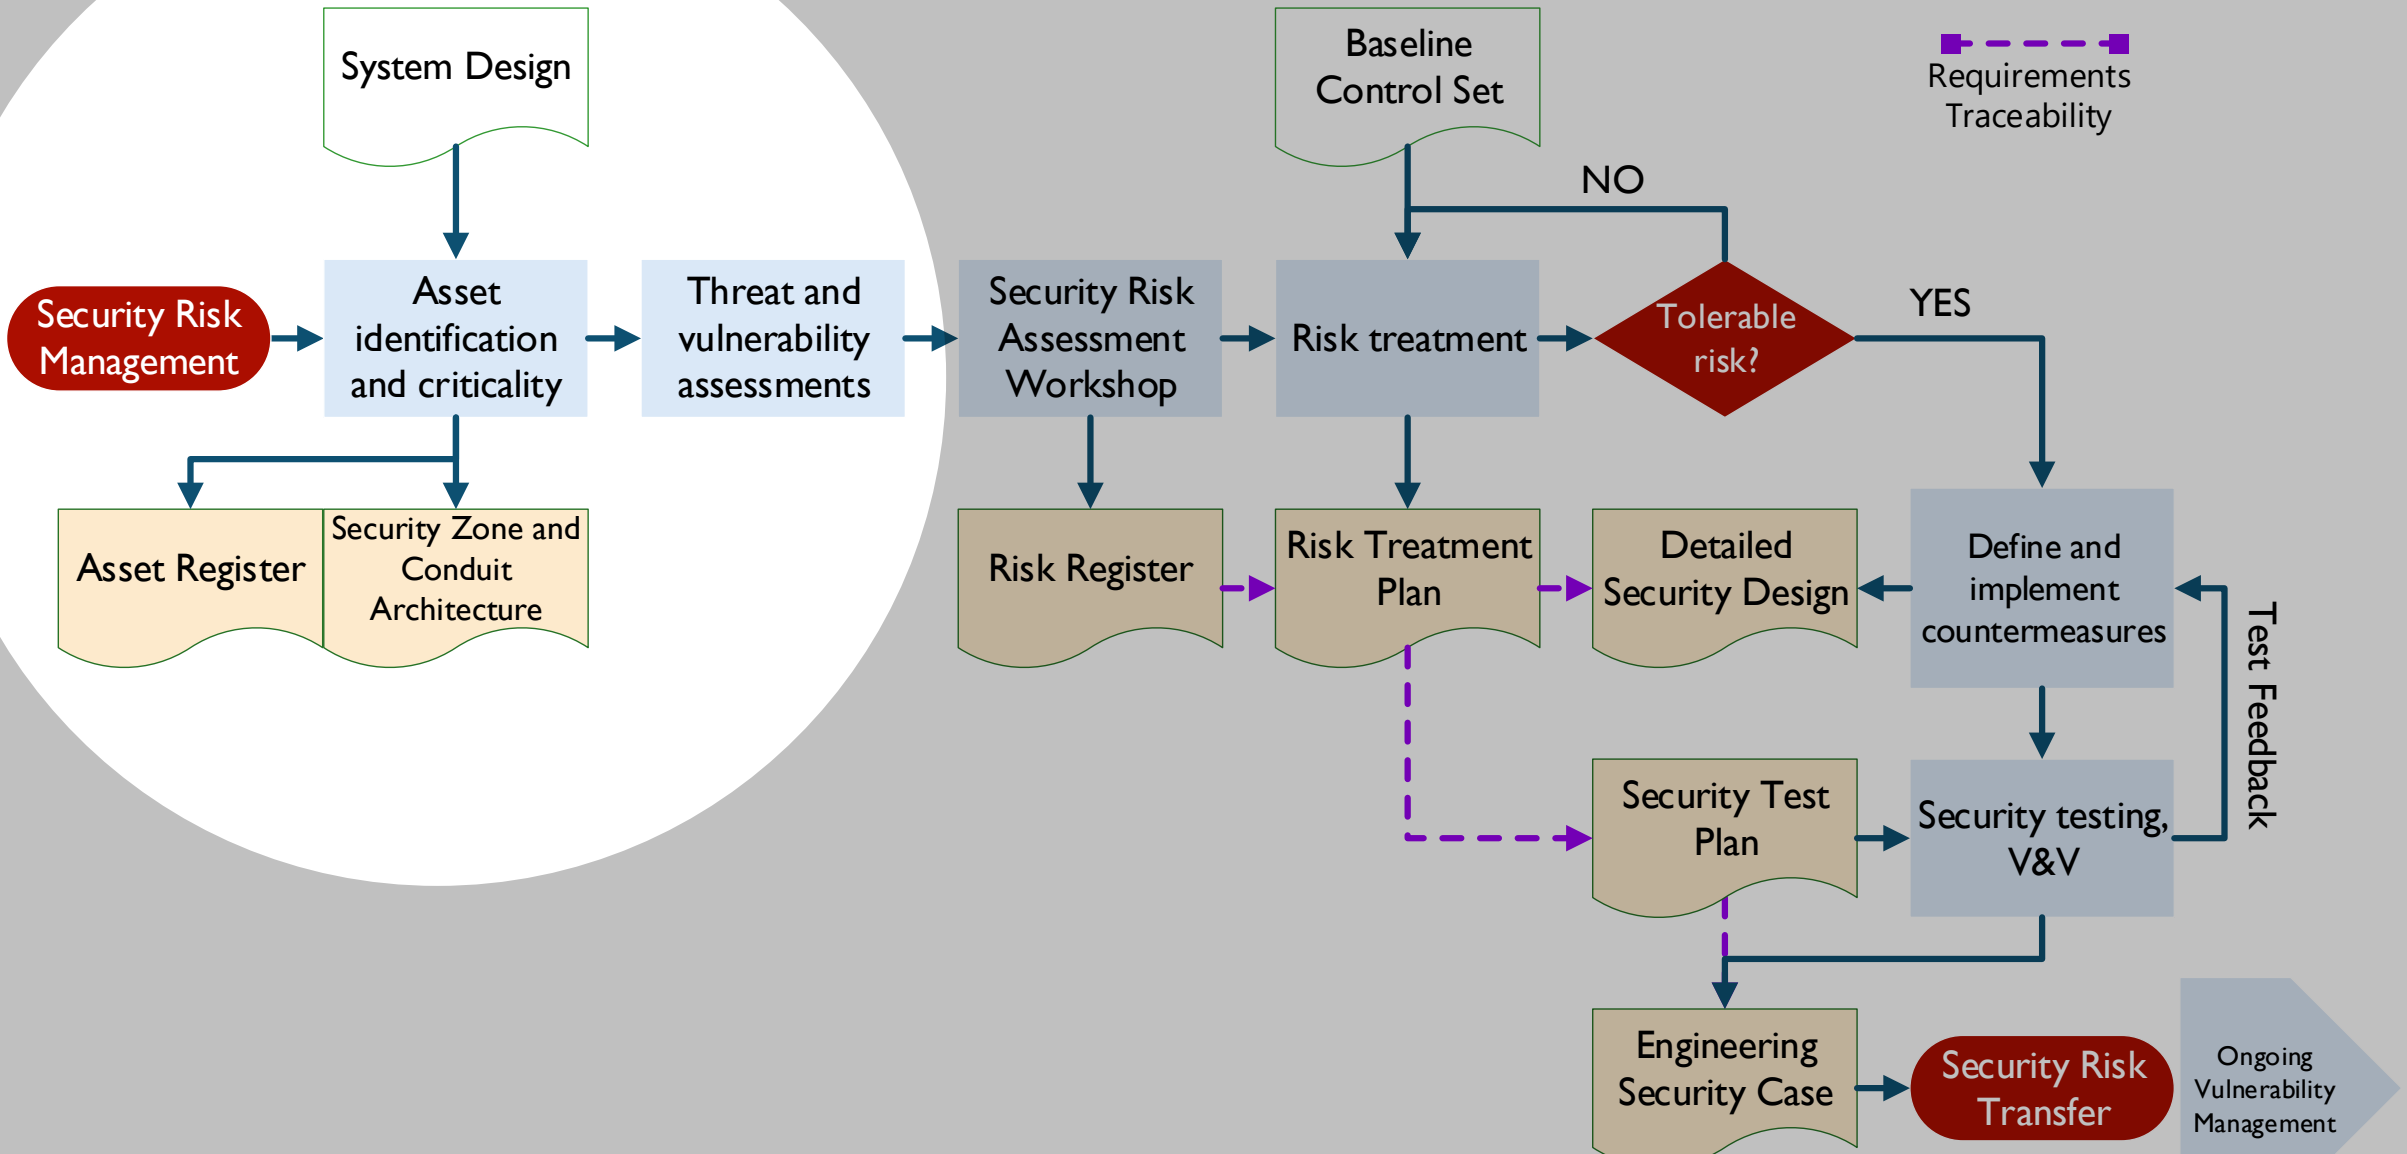 System Design
Baseline
Control Set
Requirements
Traceability
NO
YES
Security Risk
Management
Asset
identification
and criticality
Threat and
vulnerability
assessments
Security Risk
Assessment
Workshop
Risk treatment
Tolerable
risk?
Asset Register
Security Zone and
Conduit
Architecture
Risk Register
Risk Treatment
Plan
Detailed
Security Design
Define and
implement
countermeasures
Test Feedback
Security Test
Plan
Security testing,
V&V
Engineering
Security Case
Security Risk
Transfer
Ongoing
Vulnerability
Management